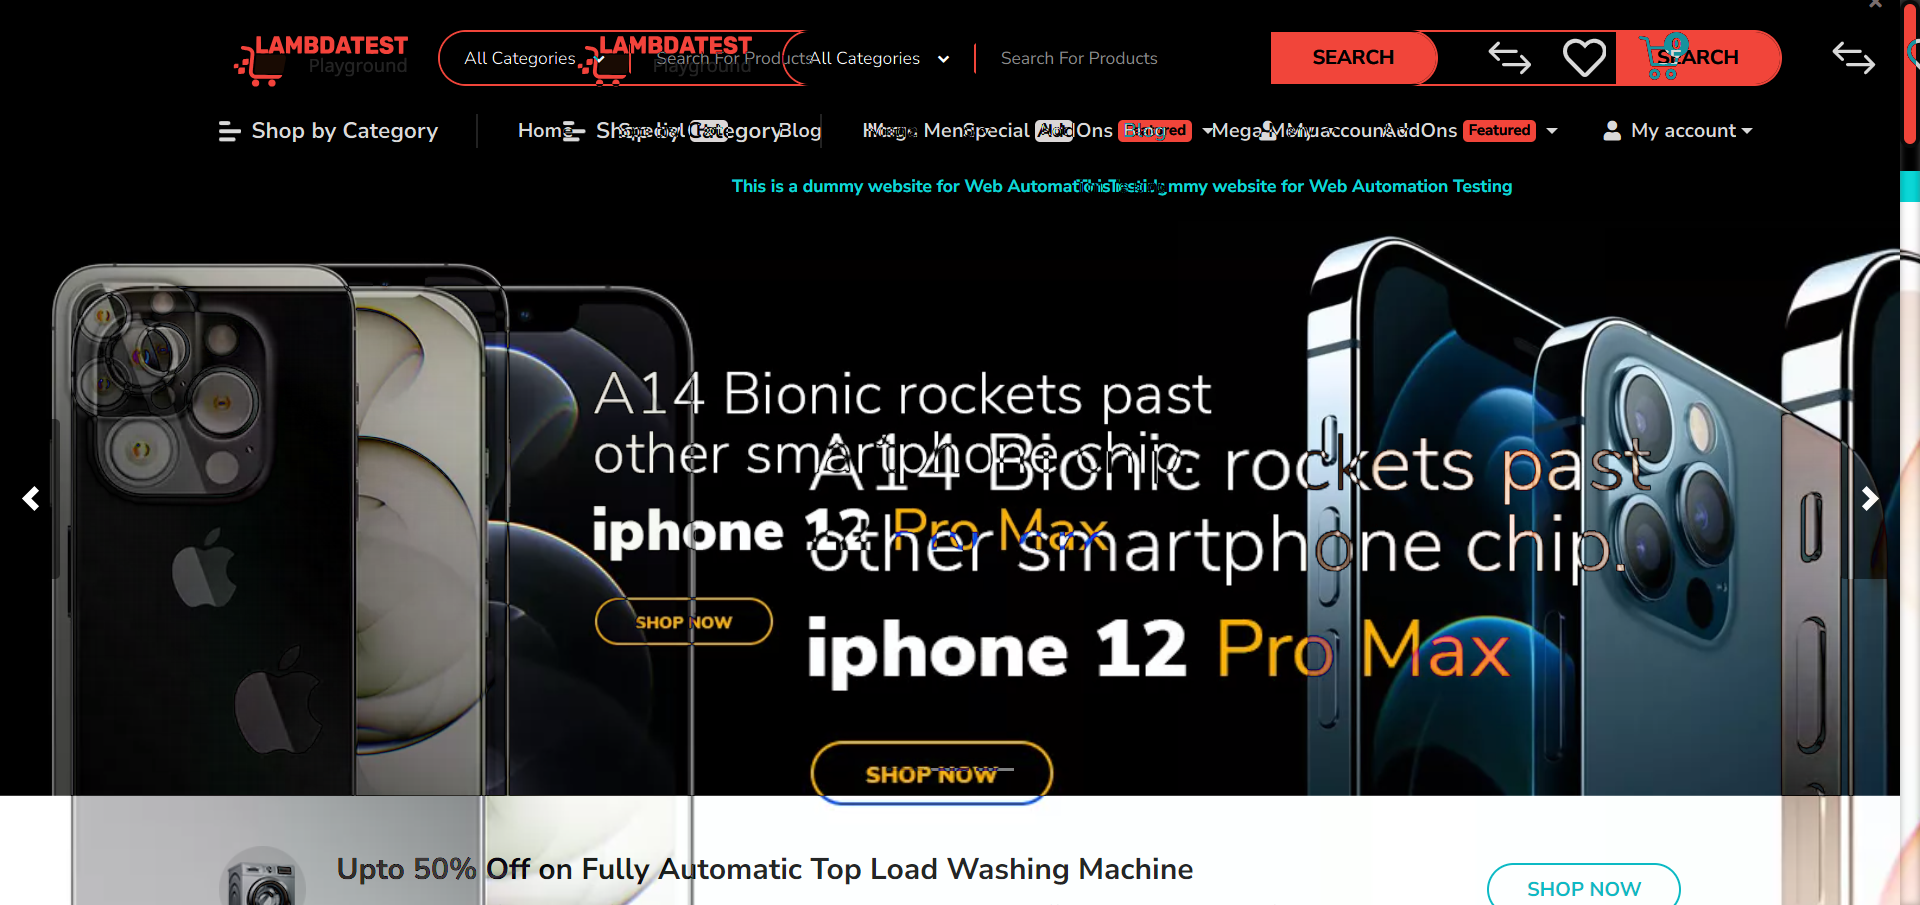 LAMBDATEST
Playground
All Categories
Search For Products
LAMBDATEST
Playground
All Categories
Search For Products
SEARCH
0
SEARCH
Shop by Category
Home
Shop by Category
Special
Hot
Blog
Mega Menu
Special
AddOns
Featured
Blog
Mega Menu
My account
AddOns
Featured
My account
This is a dummy website for Web Automation Testing
This is a dummy website for Web Automation Testing
A14 Bionic rockets past
other smartphone chip.
iphone 12 Pro Max
SHOP NOW
A14 Bionic rockets past
other smartphone chip.
iphone 12 Pro Max
SHOP NOW
Upto 50% Off on Fully Automatic Top Load Washing Machine
SHOP NOW